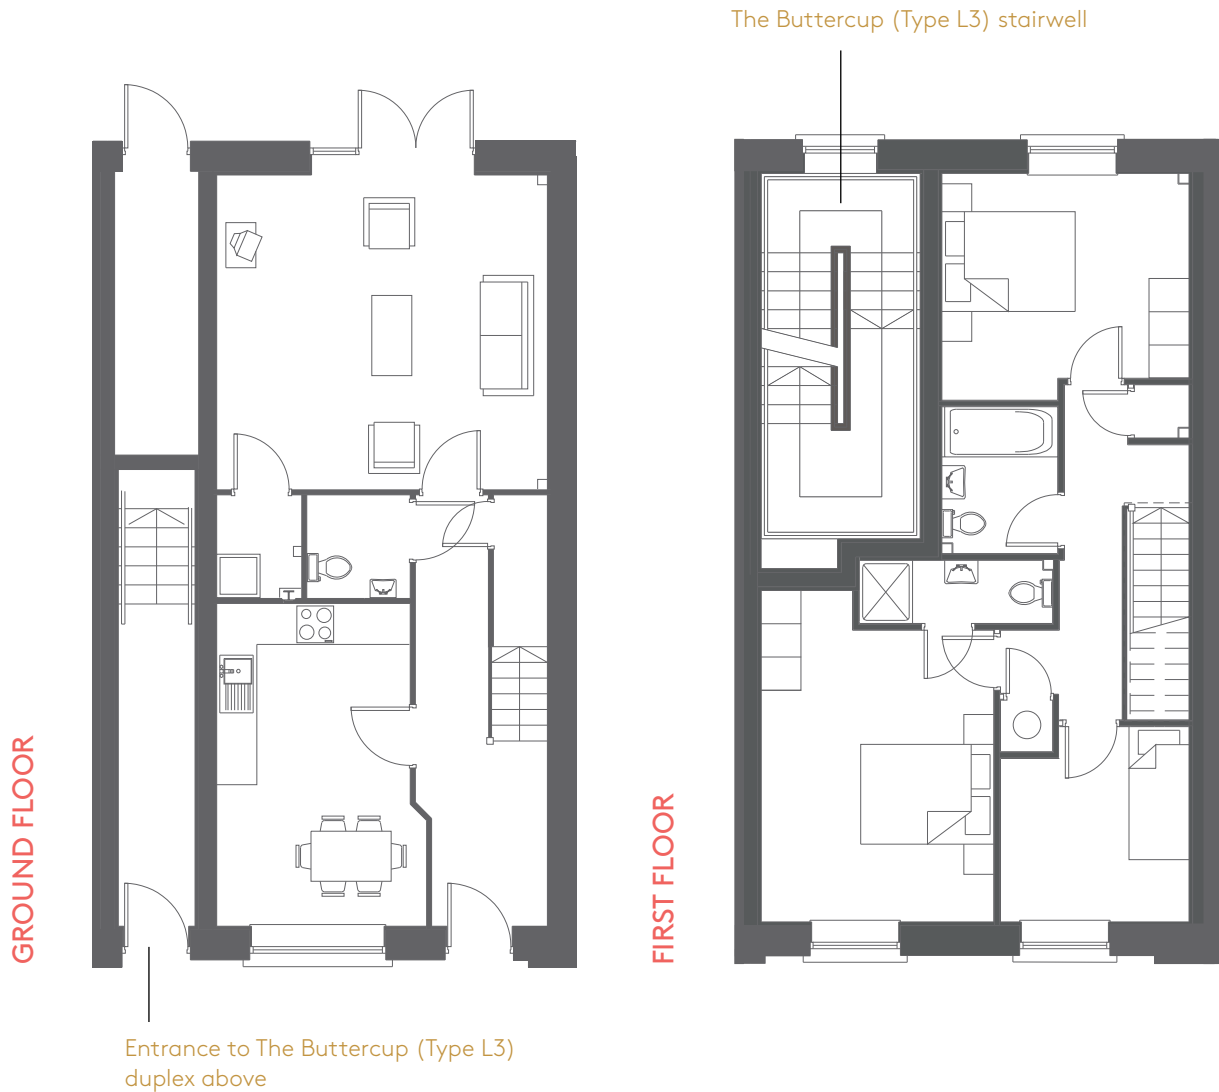 The Buttercup (Type L3) stairwell
GROUND FLOOR
FIRST FLOOR
Entrance to The Buttercup (Type L3)
duplex above